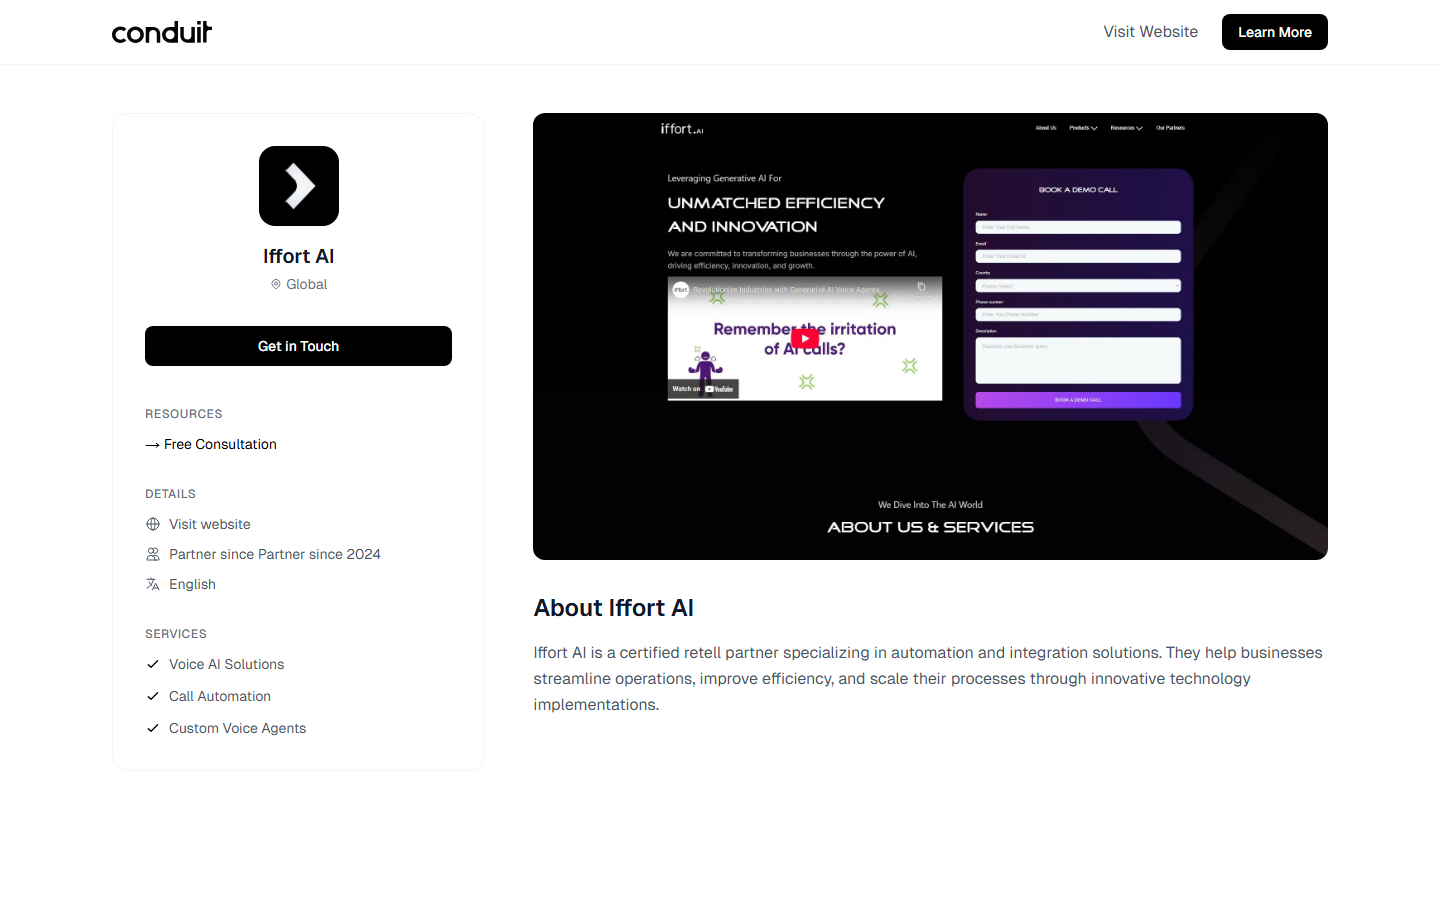 conduit
Visit Website
Learn More
Iffort AI
Global
Get in Touch
RESOURCES
→ Free Consultation
DETAILS
Visit website
Partner since Partner since 2024
English
SERVICES
Voice AI Solutions
Call Automation
Custom Voice Agents
iffort.AI
About Us
Products
Resources
Our Partners
Leveraging Generative AI For
UNMATCHED EFFICIENCY
AND INNOVATION
We are committed to transforming businesses through the power of AI,
driving efficiency, innovation, and growth.
iffort
Revolutionize Industries with Generative AI Voice Agents
Remember the irritation
of AI calls?
Watch on YouTube
BOOK A DEMO CALL
Name*
Enter Your Full Name
Email*
Enter Your Email id
Country
Please Select
Phone number*
Enter You Phone Number
Description
Describe your business query
BOOK A DEMO CALL
We Dive Into The AI World
ABOUT US & SERVICES
About Iffort AI
Iffort AI is a certified retell partner specializing in automation and integration solutions. They help businesses
streamline operations, improve efficiency, and scale their processes through innovative technology
implementations.